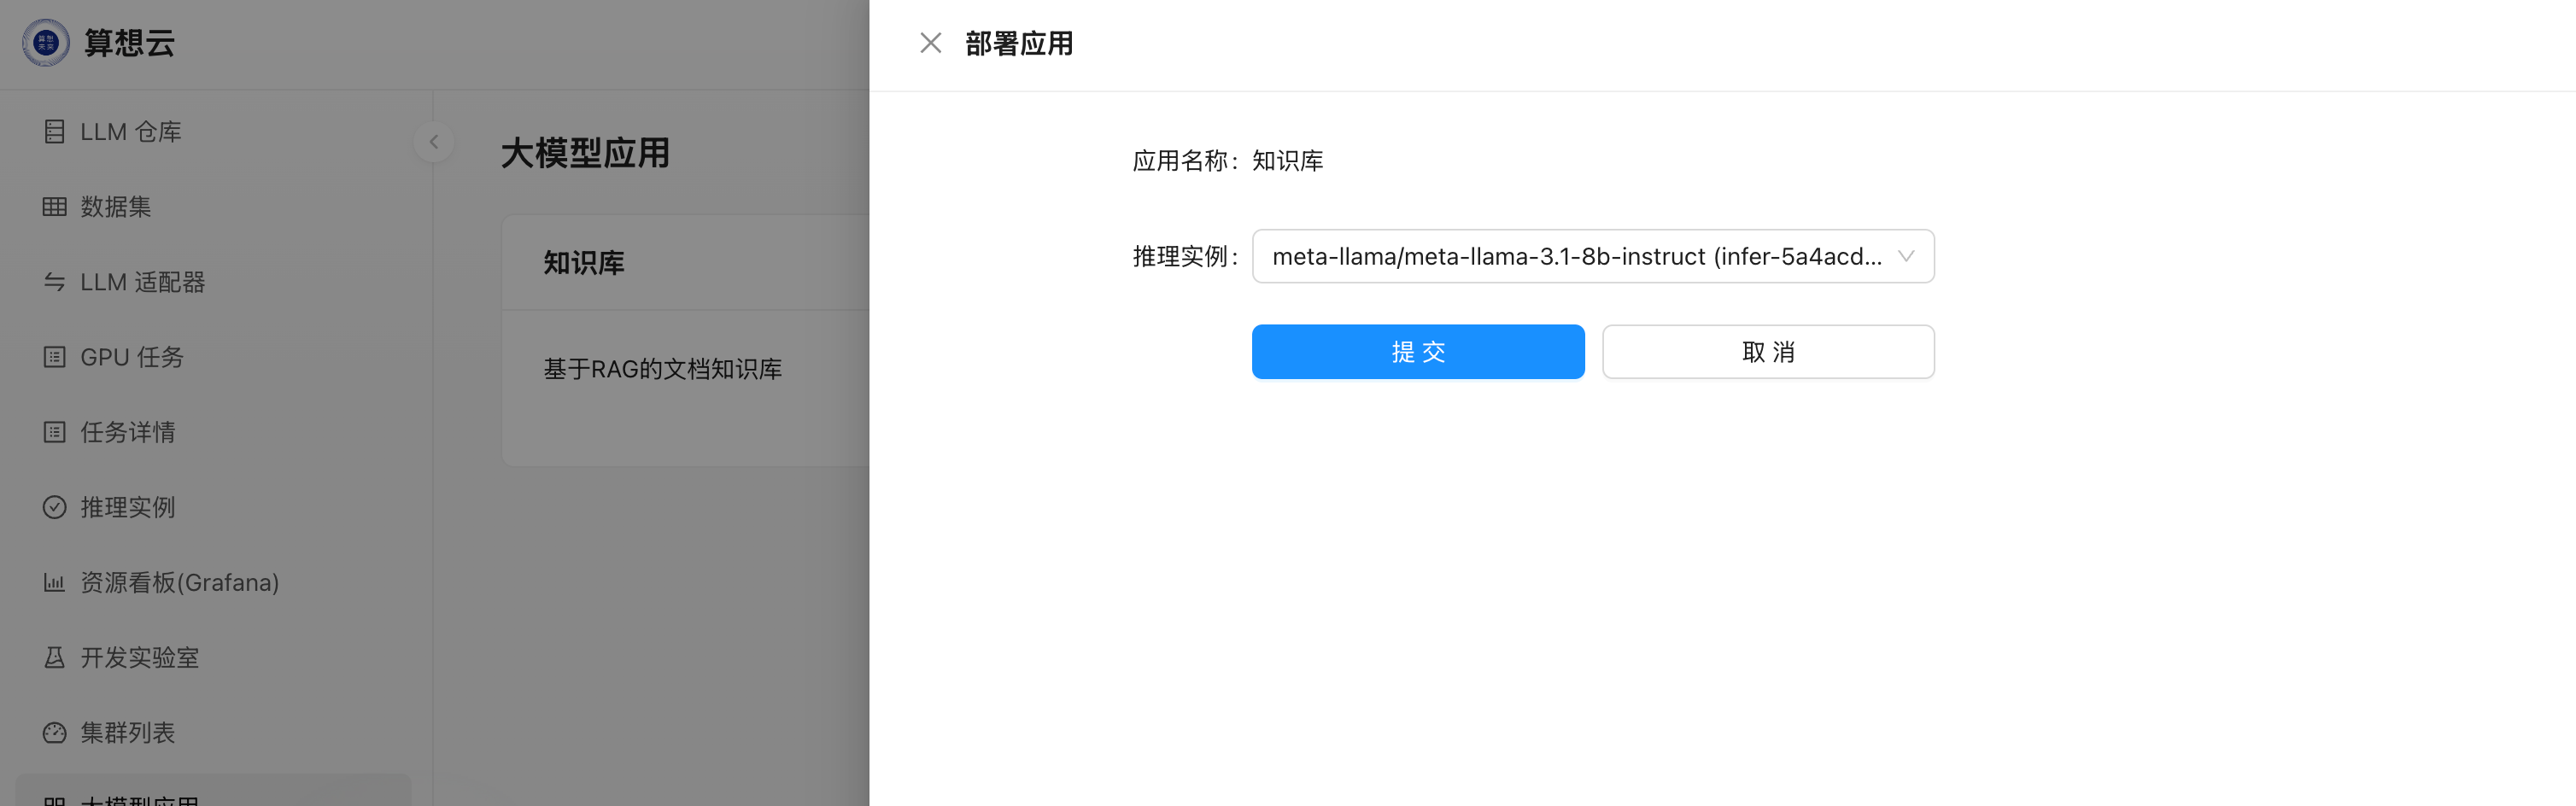 算想云
LLM 仓库
数据集
LLM 适配器
GPU 任务
任务详情
推理实例
资源看板(Grafana)
开发实验室
集群列表
大模型应用
大模型应用
知识库
基于RAG的文档知识库
部署应用
应用名称: 知识库
推理实例: meta-llama/meta-llama-3.1-8b-instruct (infer-5a4acd...
提 交
取 消